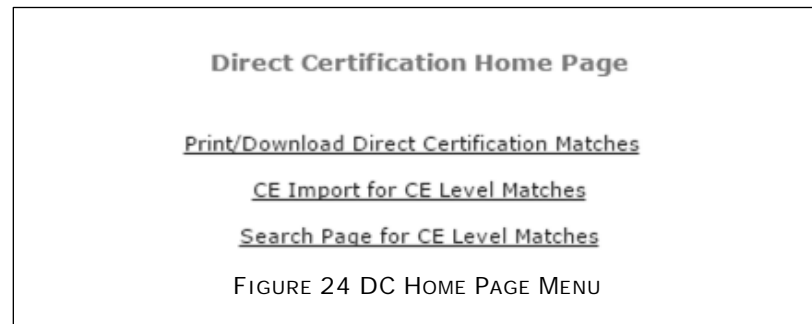 Direct Certification Home Page
Print/Download Direct Certification Matches
CE Import for CE Level Matches
Search Page for CE Level Matches
FIGURE 24 DC HOME PAGE MENU